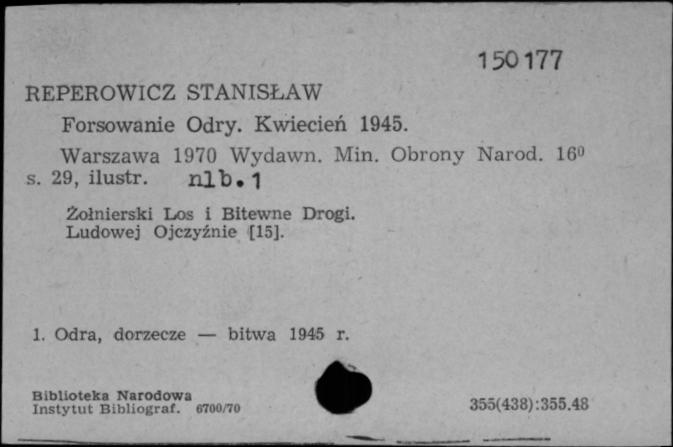 150177
REPEROWICZ STANISŁAW
Forsowanie Odry. Kwiecień 1945.
Warszawa 1970 Wydawn. Min. Obrony Narod. 16⁰
s. 29, ilustr. nlb. 1
Żołnierski Los i Bitewne Drogi.
Ludowej Ojczyźnie [15].
1. Odra, dorzecze — bitwa 1945 r.
Biblioteka Narodowa
Instytut Bibliograf. 6700/70
355(438):355.48